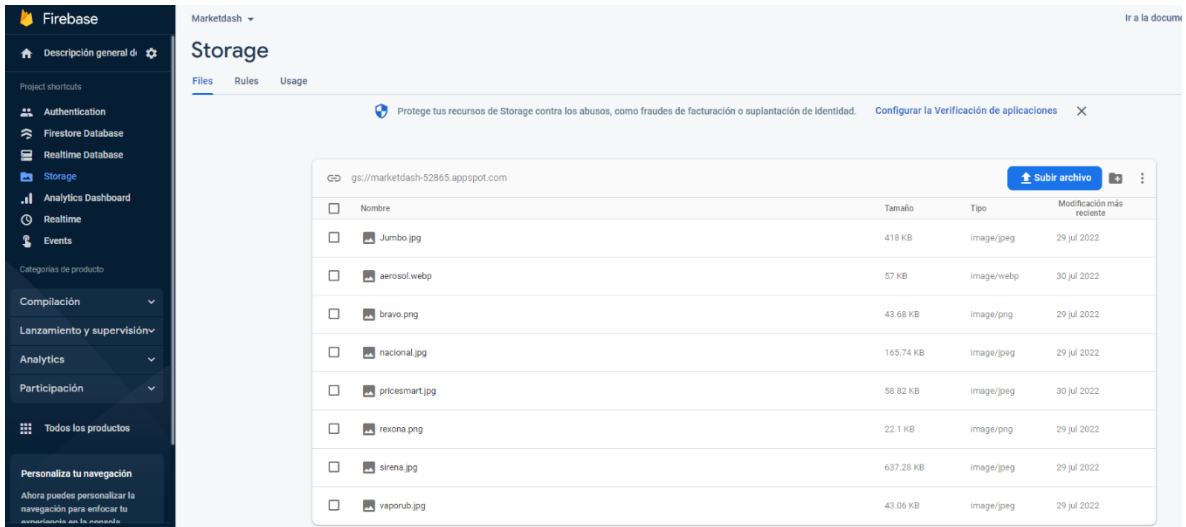 Firebase
Descripción general de
Project shortcuts
Authentication
Firestore Database
Realtime Database
Storage
Analytics Dashboard
Realtime
Events
Categorías de producto
Compilación
Lanzamiento y supervisión
Analytics
Participación
Todos los productos
Personaliza tu navegación
Ahora puedes personalizar la
navegación para enfocar tu
experiencia en la consola
Marketdash
Ir a la docume
Storage
Files Rules Usage
Protege tus recursos de Storage contra los abusos, como fraudes de facturación o suplantación de identidad. Configurar la Verificación de aplicaciones
gs://marketdash-52865.appspot.com Subir archivo
Nombre Tamaño Tipo Modificación más
reciente
Jumbo.jpg 418 KB image/jpeg 29 jul 2022
aerosol.webp 57 KB image/webp 30 jul 2022
bravo.png 43.68 KB image/png 29 jul 2022
nacional.jpg 165.74 KB image/jpeg 29 jul 2022
pricesmart.jpg 58.82 KB image/jpeg 30 jul 2022
rexona.png 22.1 KB image/png 29 jul 2022
sirena.jpg 637.28 KB image/jpeg 29 jul 2022
vaporub.jpg 43.06 KB image/jpeg 29 jul 2022